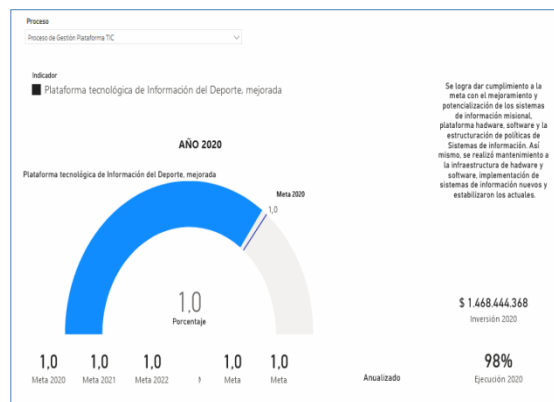 Proceso
Proceso de Gestión Plataforma TIC
Indicador
Plataforma tecnológica de Información del Deporte, mejorada
AÑO 2020
Plataforma tecnológica de Información del Deporte, mejorada
Meta 2020
1,0
1,0
Porcentaje
1,0
Meta 2020
1,0
Meta 2021
1,0
Meta 2022
1,0
Meta
1,0
Meta
Anualizado
Se logra dar cumplimiento a la
meta con el mejoramiento y
potencialización de los sistemas
de información misional,
plataforma hadware, software y la
estructuración de políticas de
Sistemas de información. Así
mismo, se realizó mantenimiento a
la infraestructura de hadware y
software, implementación de
sistemas de información nuevos y
estabilizaron los actuales.
$ 1.468.444.368
Inversión 2020
98%
Ejecución 2020